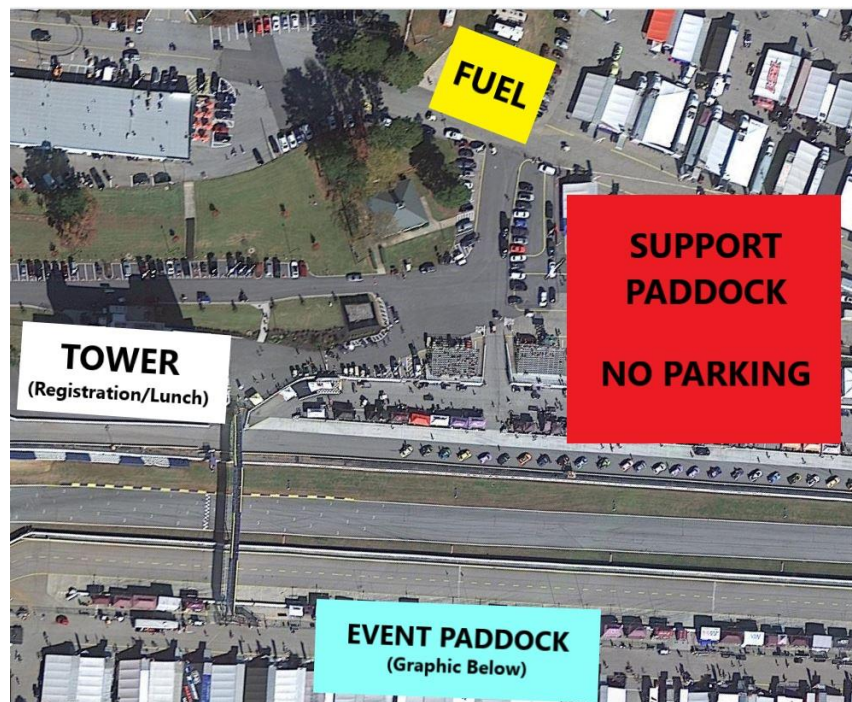 FUEL
SUPPORT
PADDOCK
NO PARKING
TOWER
(Registration/Lunch)
EVENT PADDOCK
(Graphic Below)